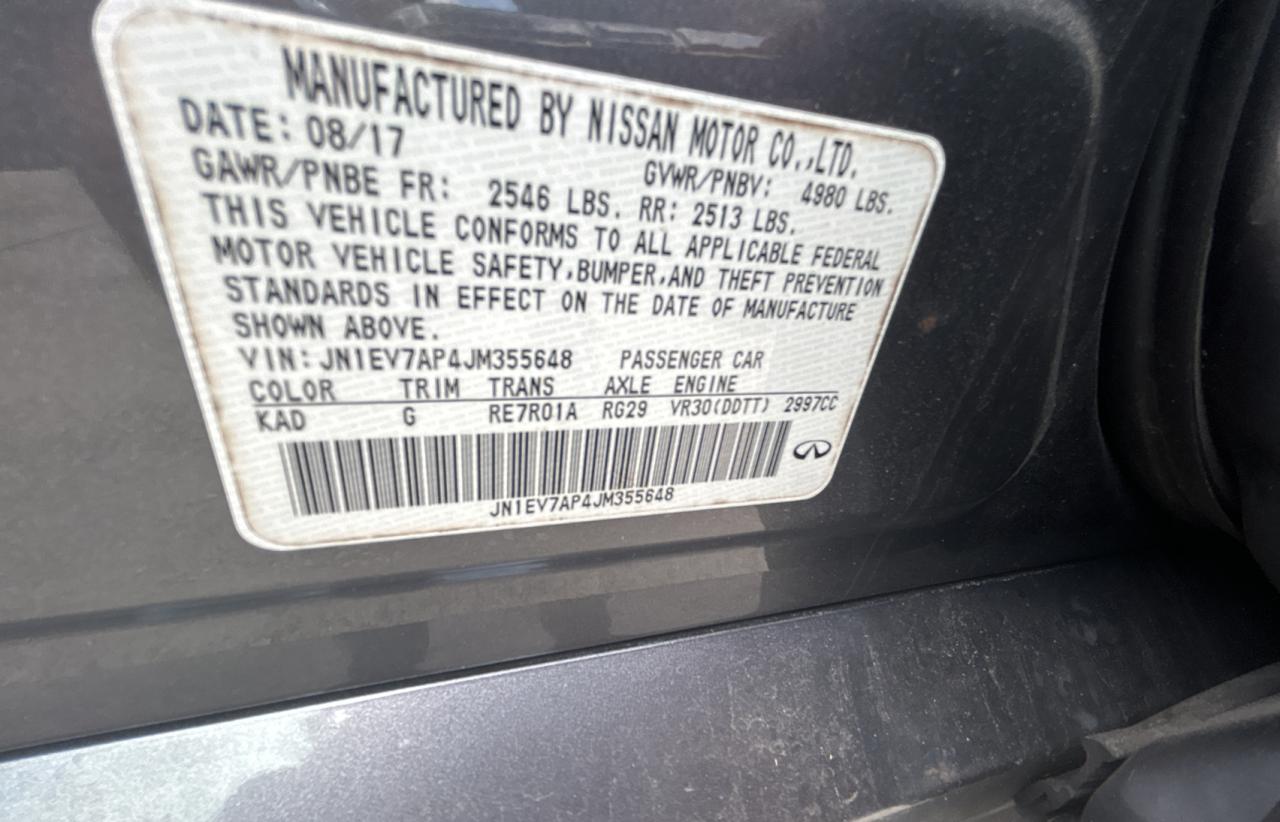 MANUFACTURED BY NISSAN MOTOR CO.,LTD.
DATE: 08/17
GVWR/PNBV: 4980 LBS.
GAWR/PNBE FR: 2546 LBS. RR: 2513 LBS.
THIS VEHICLE CONFORMS TO ALL APPLICABLE FEDERAL
MOTOR VEHICLE SAFETY,BUMPER,AND THEFT PREVENTION
STANDARDS IN EFFECT ON THE DATE OF MANUFACTURE
SHOWN ABOVE.
VIN:JN1EV7AP4JM355648 PASSENGER CAR
COLOR TRIM TRANS AXLE ENGINE
KAD G RE7R01A RG29 VR30(DDTT) 2997CC
JN1EV7AP4JM355648